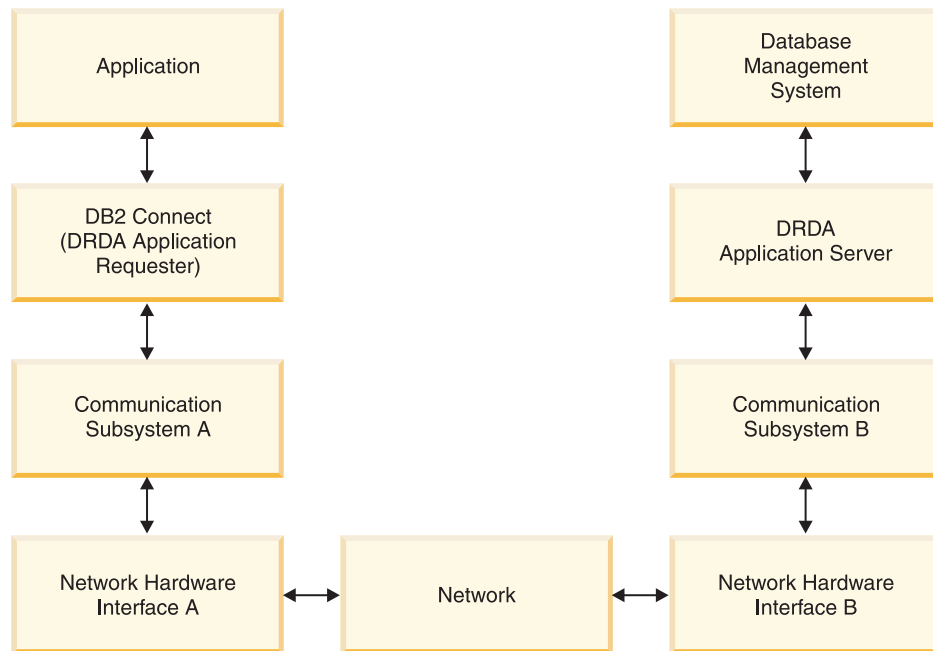 Application
DB2 Connect
(DRDA Application
Requester)
Communication
Subsystem A
Network Hardware
Interface A
Network
Database
Management
System
DRDA
Application Server
Communication
Subsystem B
Network Hardware
Interface B